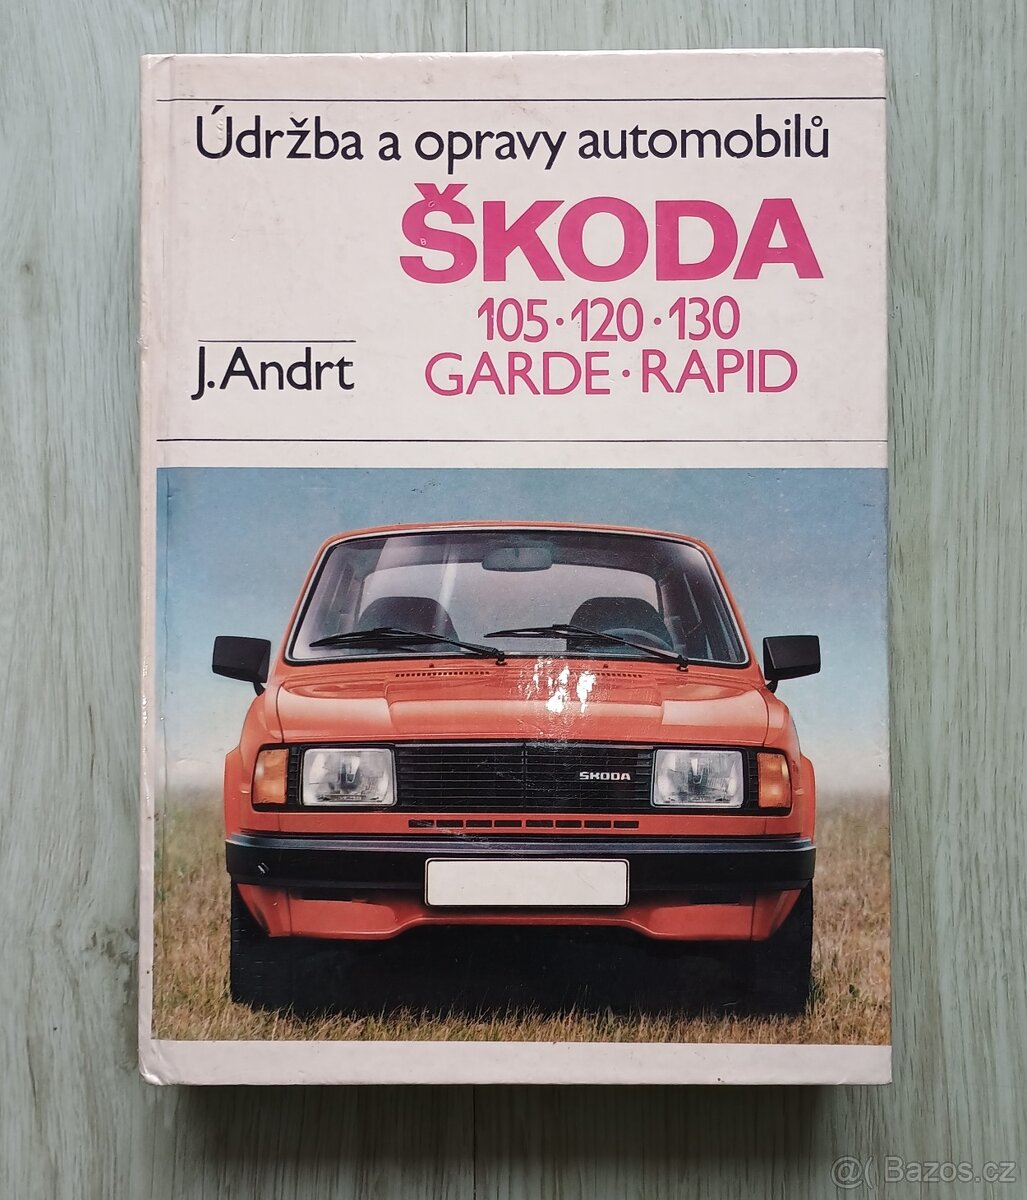 Údržba a opravy automobilů
ŠKODA
105·120·130
GARDE·RAPID
J. Andrt
SKODA
@( Bazos.cz